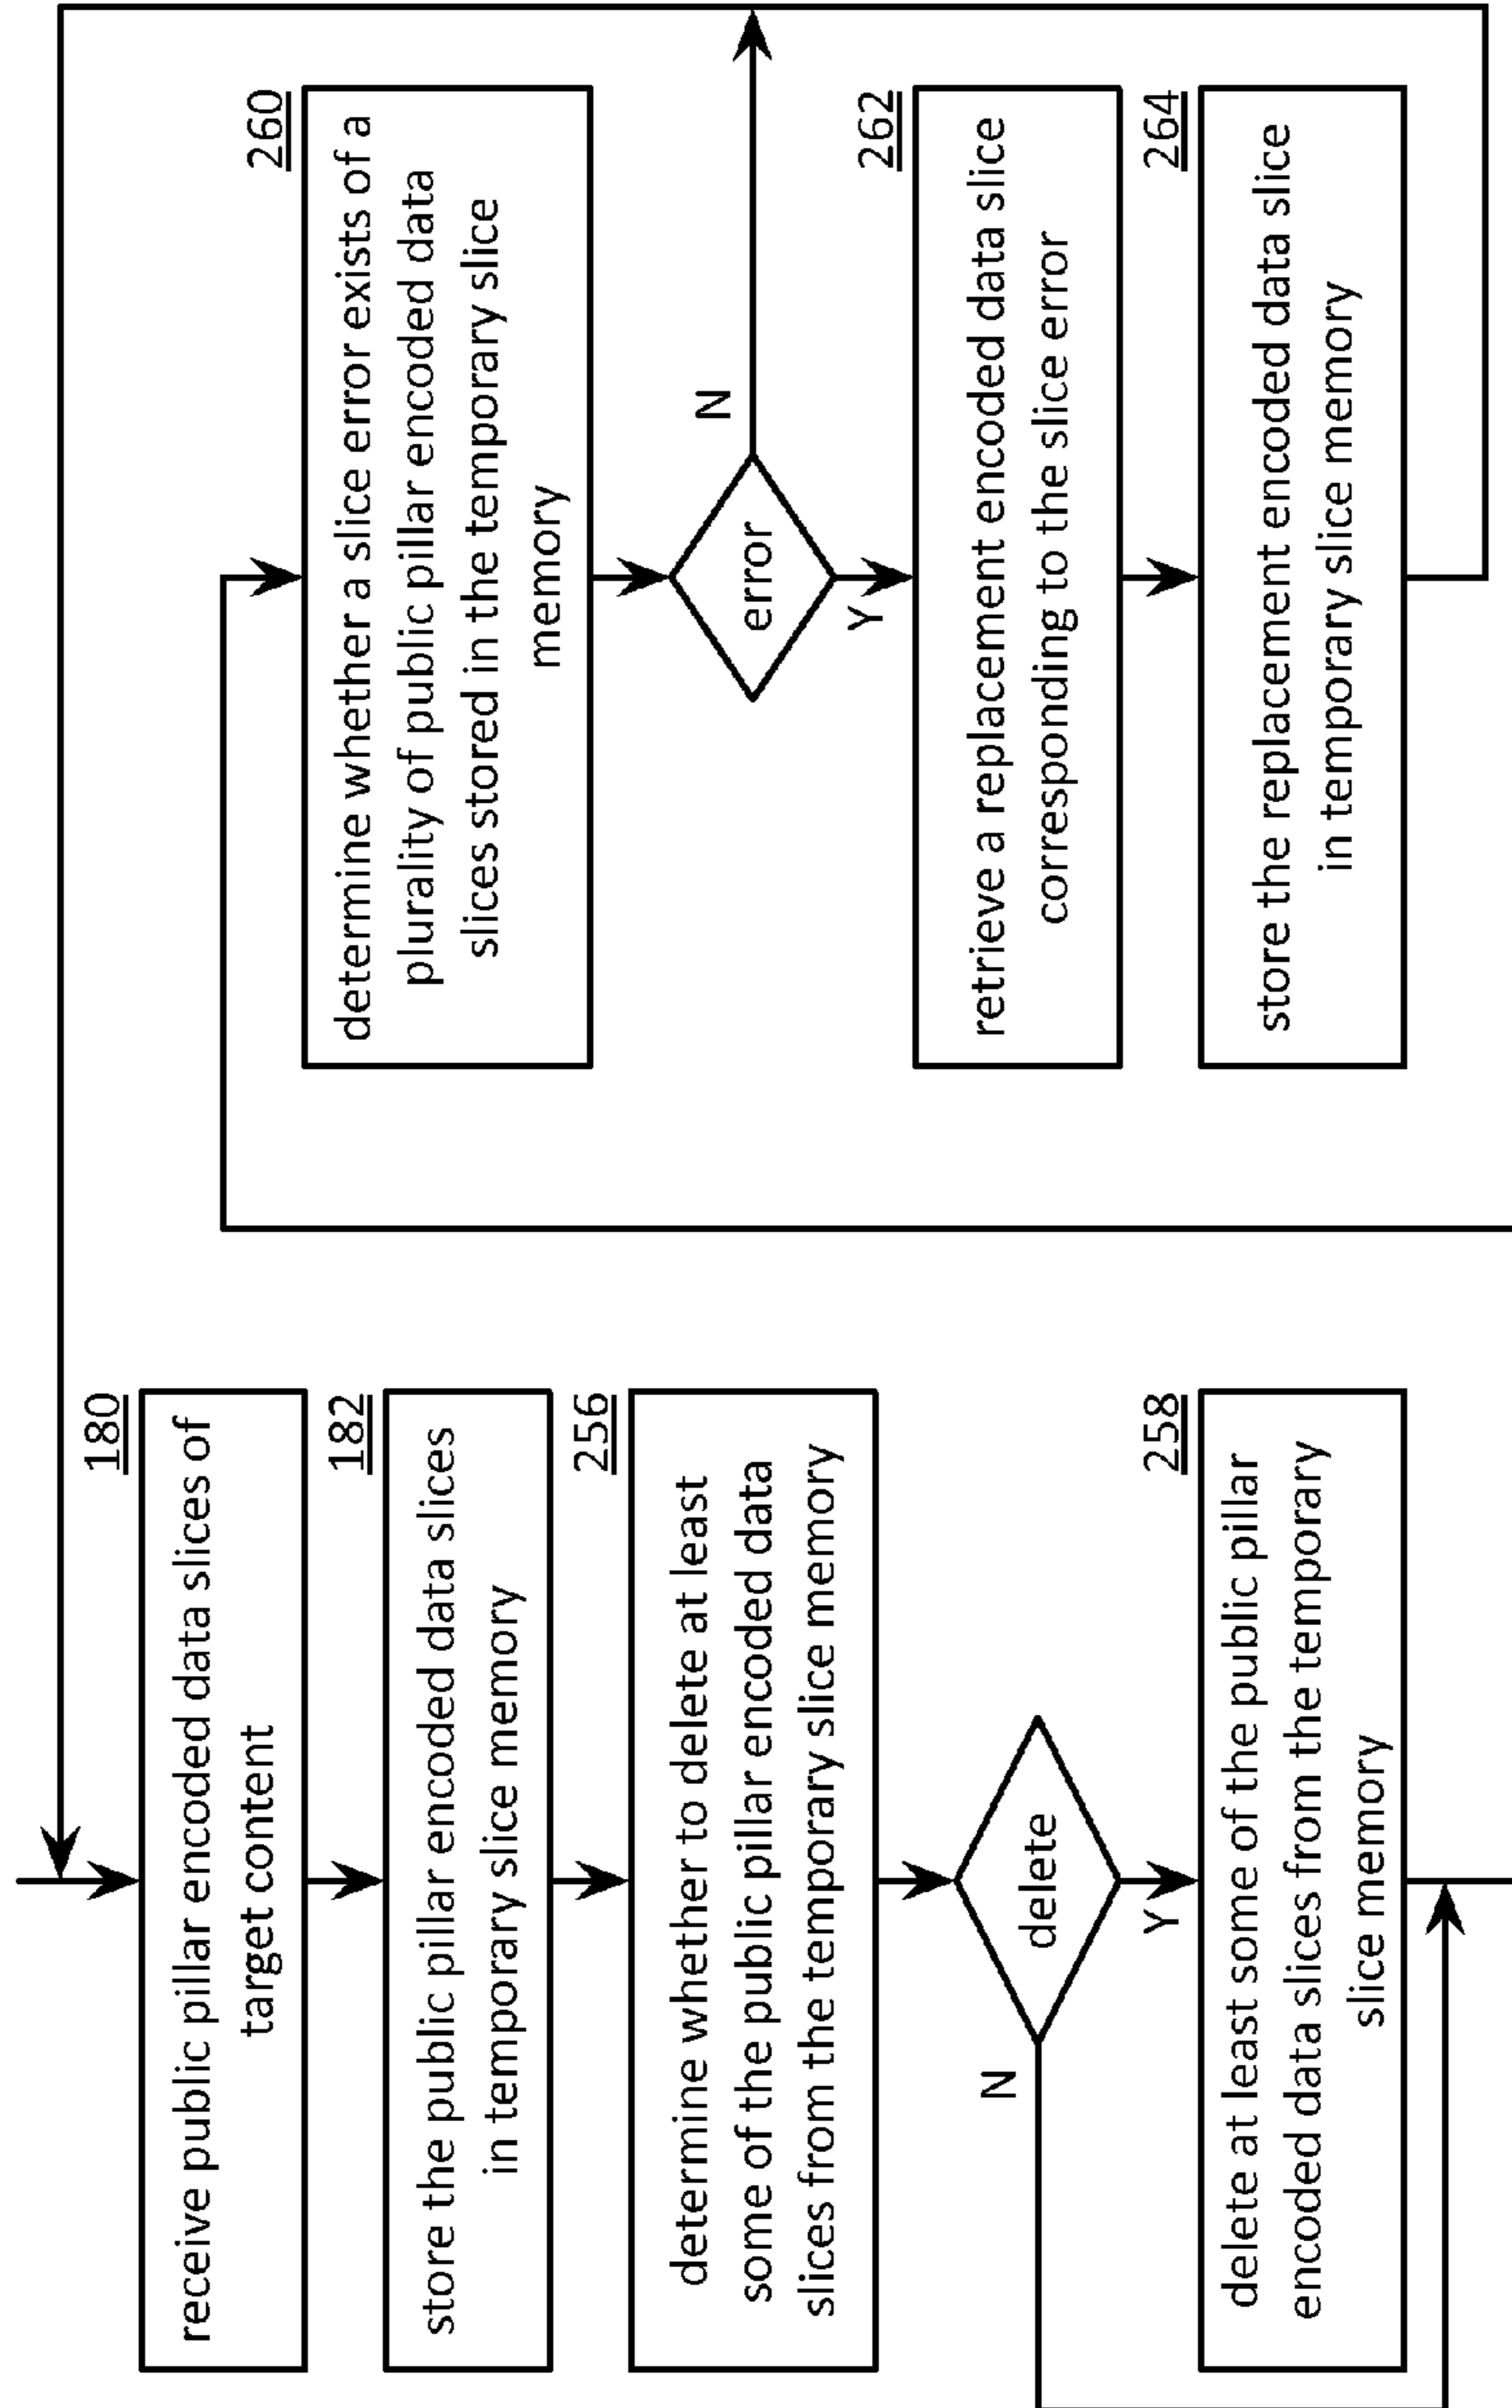 180
receive public pillar encoded data slices of
target content
182
store the public pillar encoded data slices
in temporary slice memory
256
determine whether to delete at least
some of the public pillar encoded data
slices from the temporary slice memory
delete
N
Y
258
delete at least some of the public pillar
encoded data slices from the temporary
slice memory
260
determine whether a slice error exists of a
plurality of public pillar encoded data
slices stored in the temporary slice
memory
error
N
Y
262
retrieve a replacement encoded data slice
corresponding to the slice error
264
store the replacement encoded data slice
in temporary slice memory